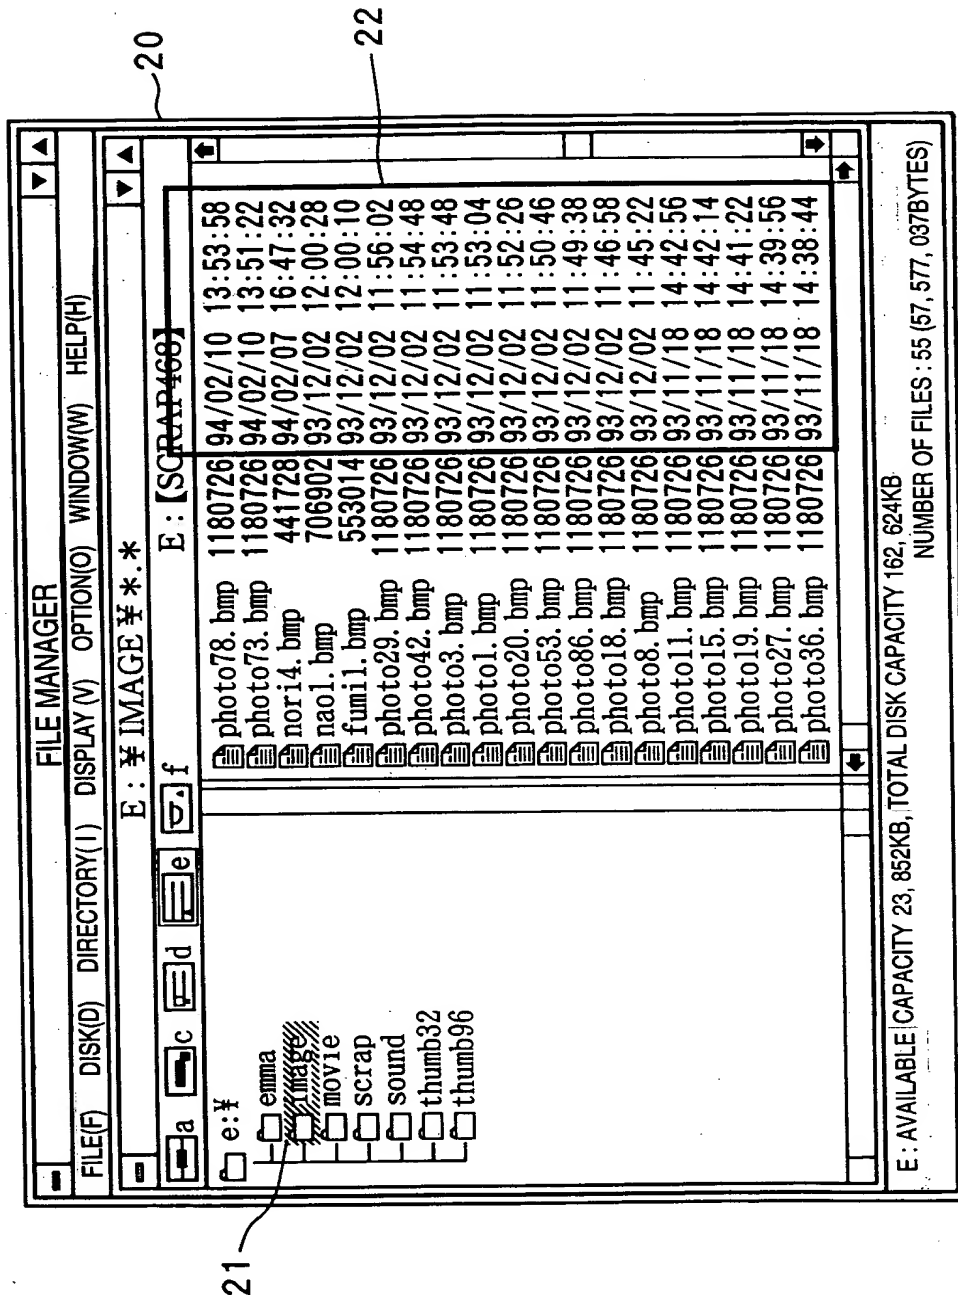 20
22
21
FILE MANAGER
FILE(F) DISK(D) DIRECTORY(I) DISPLAY (V) OPTION(O) WINDOW(W) HELP(H)
E:¥IMAGE¥*.*
a c d e f E:【SCRAP468】
e:¥
emma
image
movie
scrap
sound
thumb32
thumb96
photo78.bmp 1180726 94/02/10 13:53:58
photo73.bmp 1180726 94/02/10 13:51:22
nori4.bmp 441728 94/02/07 16:47:32
nao1.bmp 706902 93/12/02 12:00:28
fumi1.bmp 553014 93/12/02 12:00:10
photo29.bmp 1180726 93/12/02 11:56:02
photo42.bmp 1180726 93/12/02 11:54:48
photo3.bmp 1180726 93/12/02 11:53:48
photo1.bmp 1180726 93/12/02 11:53:04
photo20.bmp 1180726 93/12/02 11:52:26
photo53.bmp 1180726 93/12/02 11:50:46
photo86.bmp 1180726 93/12/02 11:49:38
photo18.bmp 1180726 93/12/02 11:46:58
photo8.bmp 1180726 93/12/02 11:45:22
photo11.bmp 1180726 93/11/18 14:42:56
photo15.bmp 1180726 93/11/18 14:42:14
photo19.bmp 1180726 93/11/18 14:41:22
photo27.bmp 1180726 93/11/18 14:39:56
photo36.bmp 1180726 93/11/18 14:38:44
E: AVAILABLE CAPACITY 23, 852KB, TOTAL DISK CAPACITY 162, 624KB
NUMBER OF FILES : 55 (57, 577, 037BYTES)